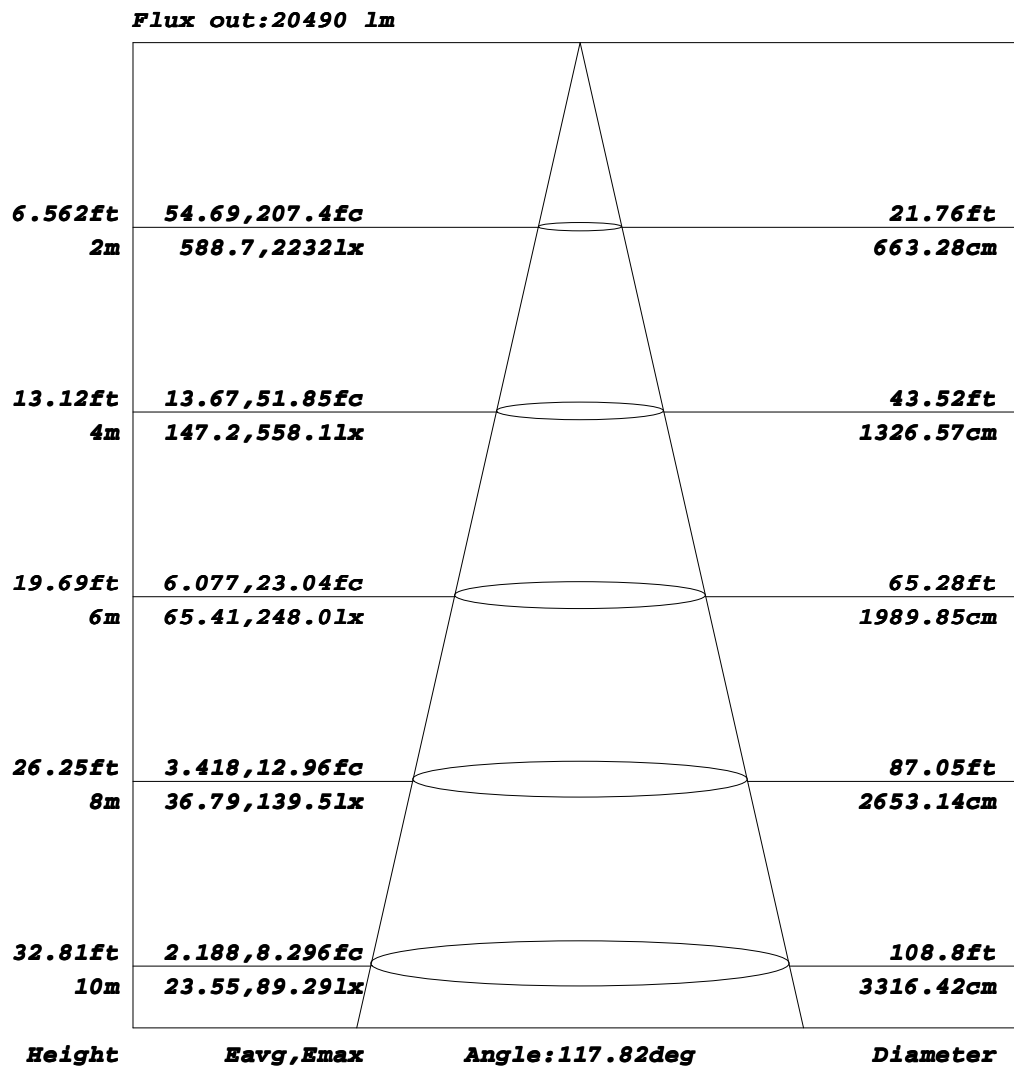 Flux out:20490 lm
6.562ft 54.69,207.4fc 21.76ft
2m 588.7,2232lx 663.28cm
13.12ft 13.67,51.85fc 43.52ft
4m 147.2,558.1lx 1326.57cm
19.69ft 6.077,23.04fc 65.28ft
6m 65.41,248.0lx 1989.85cm
26.25ft 3.418,12.96fc 87.05ft
8m 36.79,139.5lx 2653.14cm
32.81ft 2.188,8.296fc 108.8ft
10m 23.55,89.29lx 3316.42cm
Height Eavg,Emax Angle:117.82deg Diameter